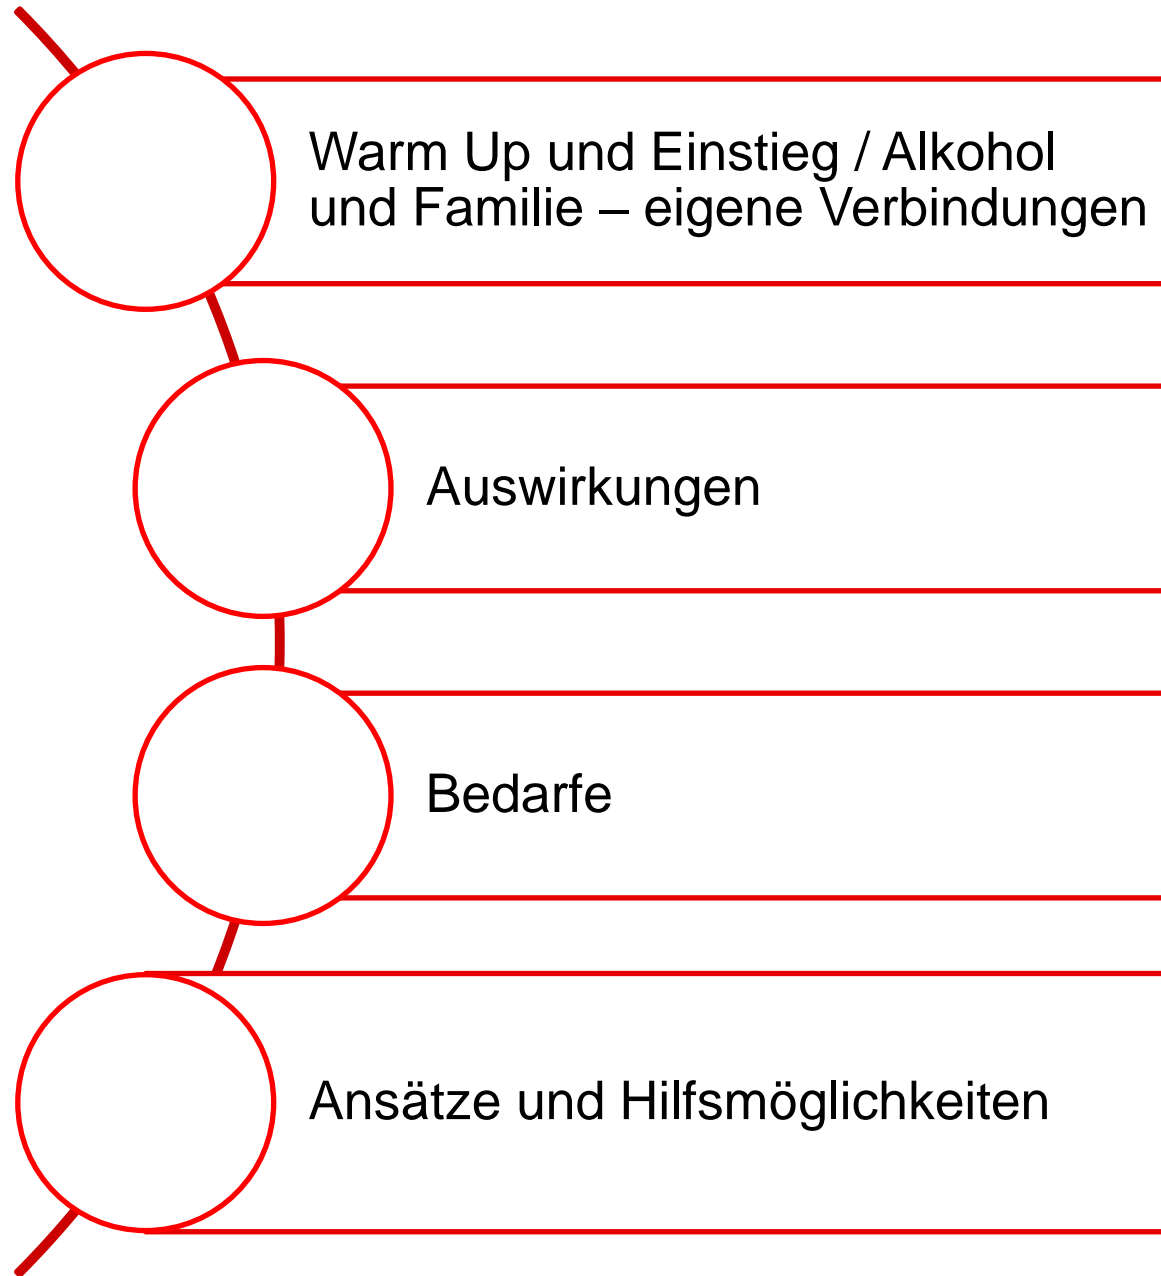 Warm Up und Einstieg / Alkohol
und Familie – eigene Verbindungen
Auswirkungen
Bedarfe
Ansätze und Hilfsmöglichkeiten